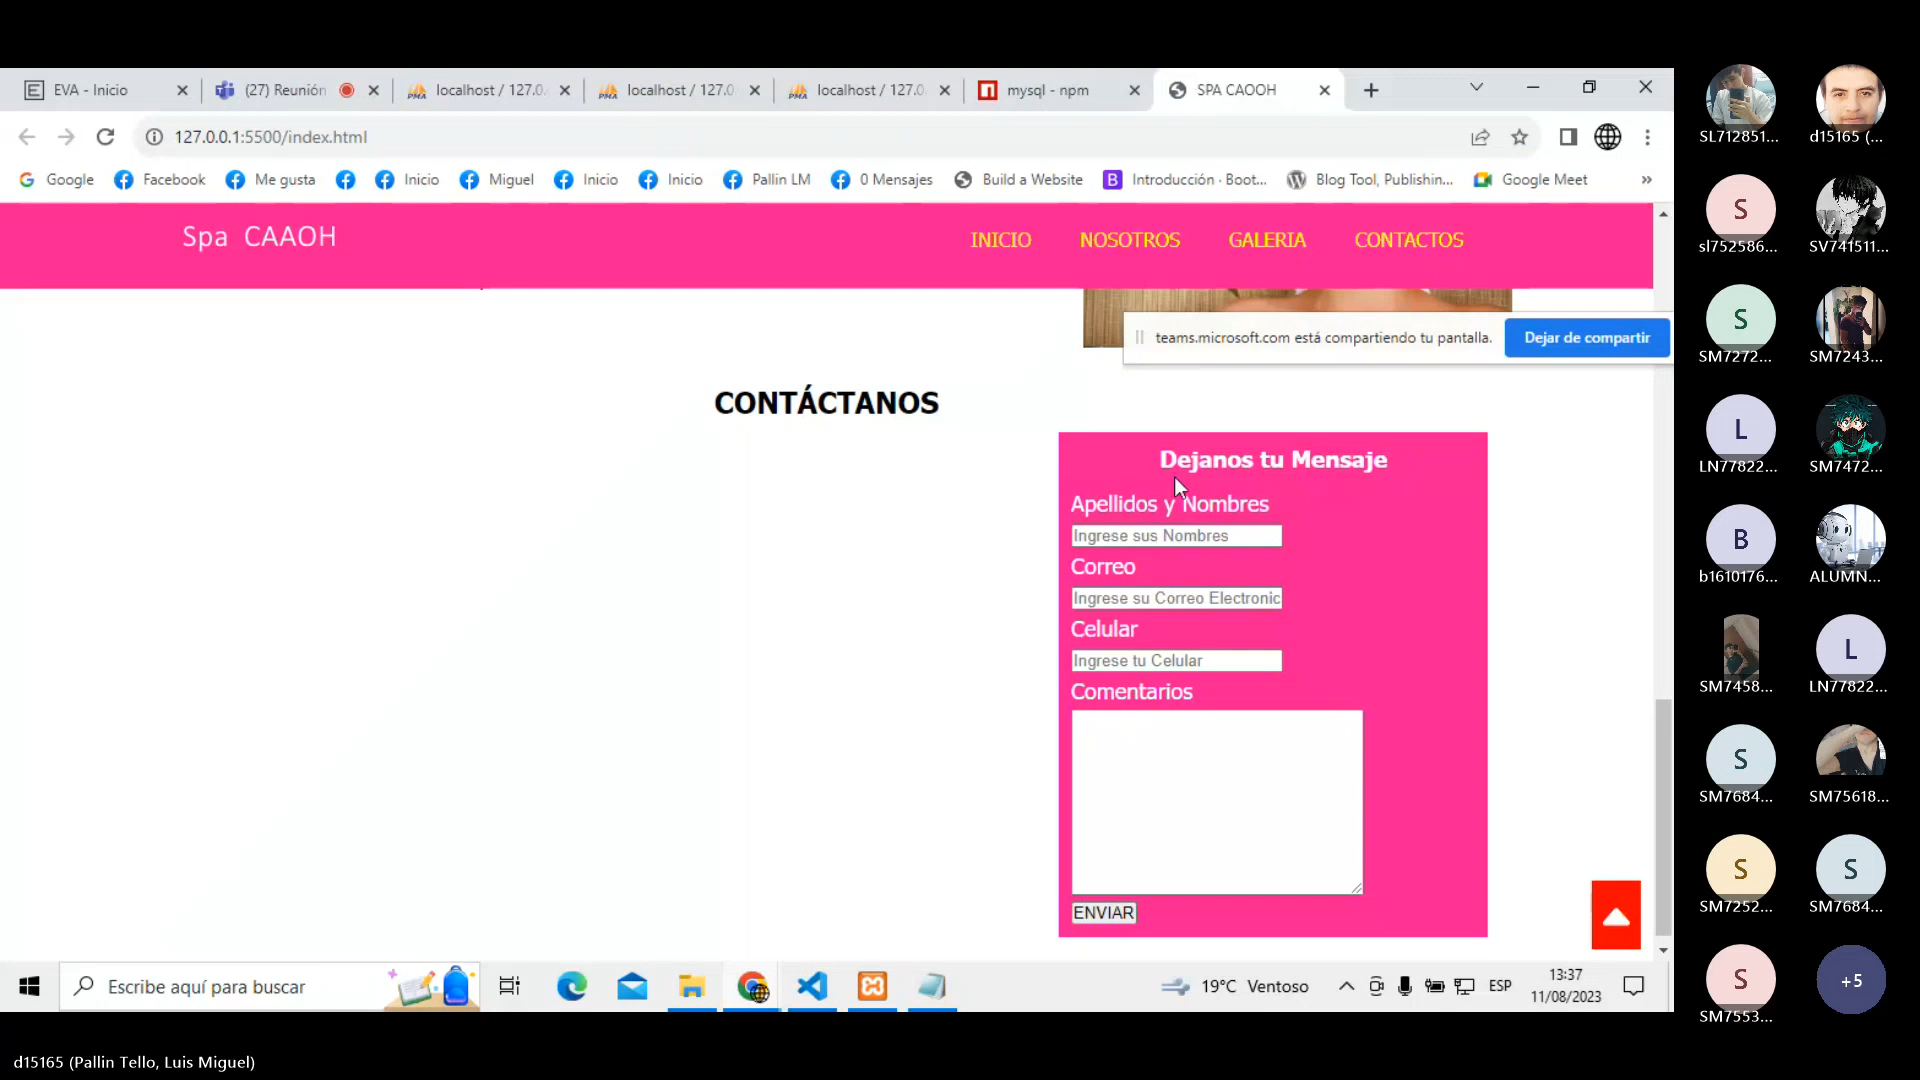 EVA - Inicio
(27) Reunión
localhost / 127.0.
localhost / 127.0
localhost / 127.0.
mysql - npm
SPA CAOOH
127.0.0.1:5500/index.html
Google
Facebook
Me gusta
Inicio
Miguel
Inicio
Inicio
Pallin LM
0 Mensajes
Build a Website
Introducción · Boot...
Blog Tool, Publishin...
Google Meet
»
Spa CAAOH
INICIO
NOSOTROS
GALERIA
CONTACTOS
teams.microsoft.com está compartiendo tu pantalla.
Dejar de compartir
CONTÁCTANOS
Dejanos tu Mensaje
Apellidos y Nombres
Ingrese sus Nombres
Correo
Ingrese su Correo Electronic
Celular
Ingrese tu Celular
Comentarios
ENVIAR
Escribe aquí para buscar
19°C Ventoso
ESP
13:37
11/08/2023
SL712851...
d15165 (...
S
sl752586...
SV741511...
S
SM7272...
SM7243...
L
LN77822...
SM7472...
B
b1610176...
ALUMN...
SM7458...
L
LN77822...
S
SM7684...
SM75618...
S
SM7252...
S
SM7684...
S
SM7553...
+5
d15165 (Pallin Tello, Luis Miguel)